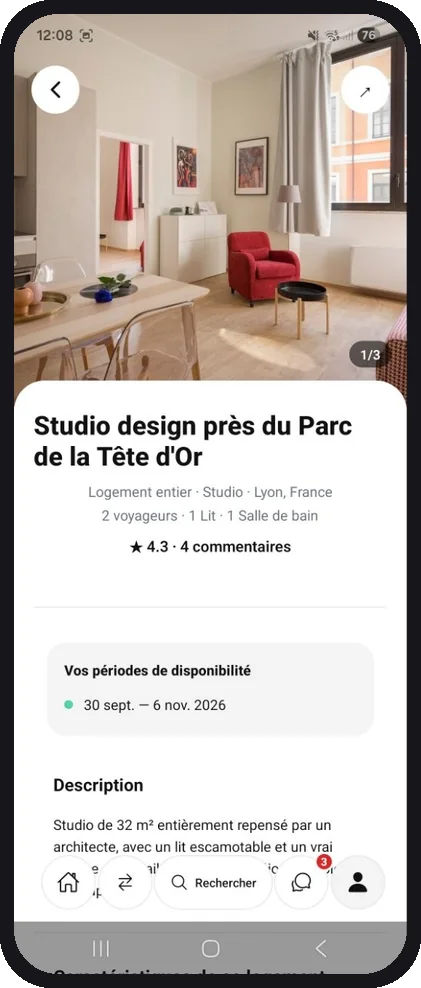 12:08
76
1/3
Studio design près du Parc
de la Tête d'Or
Logement entier · Studio · Lyon, France
2 voyageurs · 1 Lit · 1 Salle de bain
★ 4.3 · 4 commentaires
Vos périodes de disponibilité
30 sept. — 6 nov. 2026
Description
Studio de 32 m² entièrement repensé par un
architecte, avec un lit escamotable et un vrai
3
Rechercher